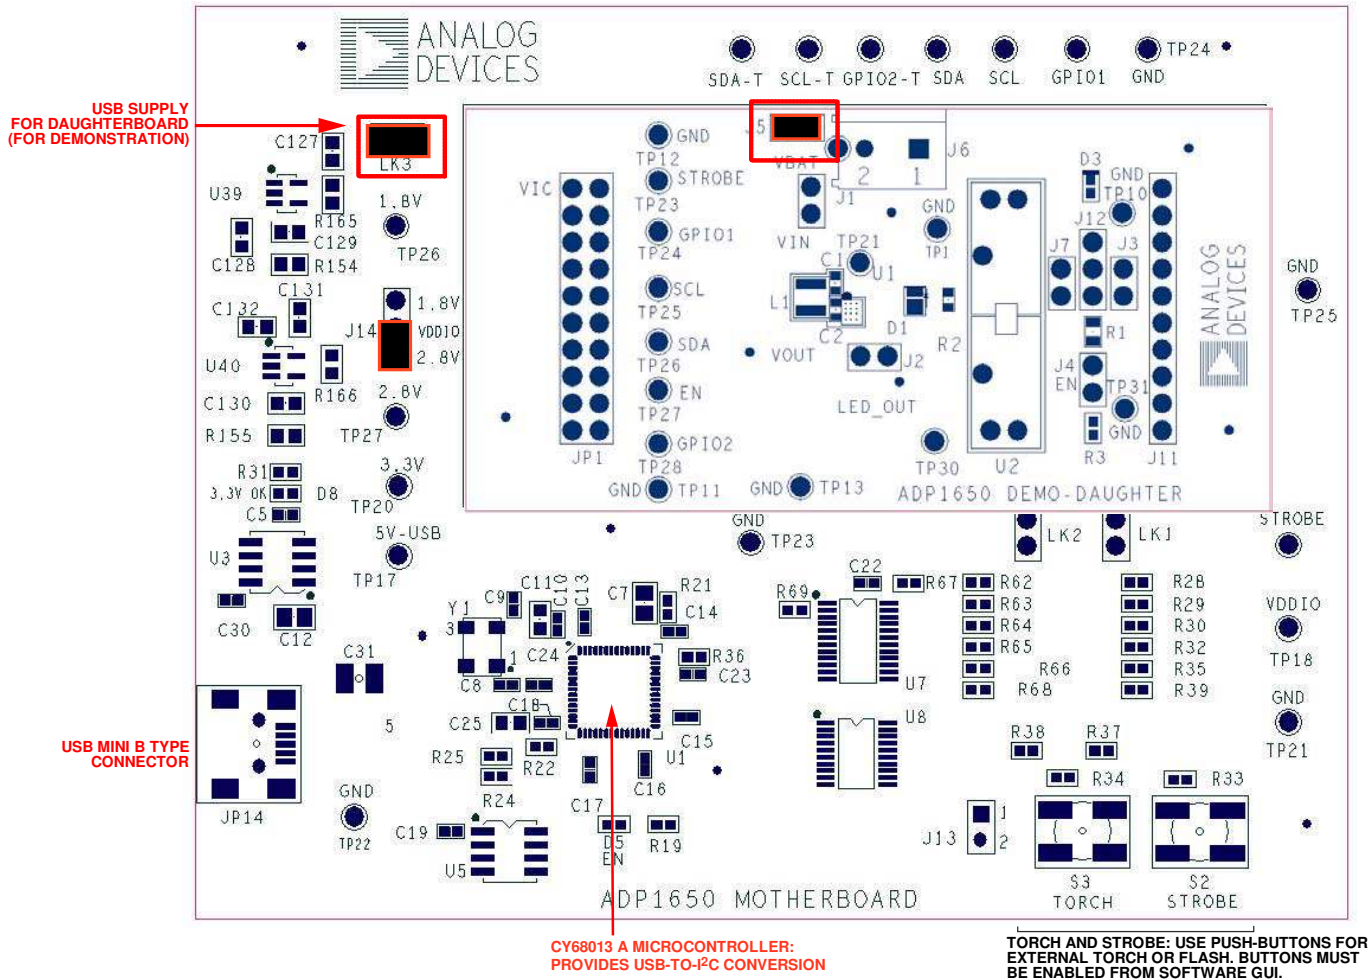 ANALOG
DEVICES
TP24
SDA-T SCL-T GPIO2-T SDA SCL GPIO1 GND
USB SUPPLY
FOR DAUGHTERBOARD
(FOR DEMONSTRATION)
C127
LK3
U39
R165
C129
C128
R154
1.8V
TP26
C132
C131
J14
1.8V
VDDIO
2.8V
U40
R166
2.8V
C130
TP27
R155
R31
3.3V OK
D8
C5
3.3V
TP20
U3
5V-USB
TP17
C30
C12
J5
VBAT
J6
2 1
GND
TP12
STROBE
TP23
GPIO1
TP24
SCL
TP25
SDA
TP26
EN
TP27
GPIO2
TP28
GND
TP11
GND
TP13
VIC
JP1
J1
VIN
TP21
C1
U1
L1
C2
VOUT
J2
LED_OUT
D1
R2
GND
TP1
TP30
U2
D3
GND
TP10
J12
J7
J3
R1
J4
EN
TP31
GND
R3
J11
ANALOG
DEVICES
ADP1650 DEMO-DAUGHTER
GND
TP25
GND
TP23
LK2
LK1
STROBE
VDDIO
TP18
GND
TP21
Y1
3
1
C9
C11
C10
C13
C7
R21
C14
C24
R36
C23
C8
C18
C25
C15
R25
R22
U1
R24
C17
C16
C19
U5
D5
EN
R19
C22
R67
R69
U7
U8
R62
R63
R64
R65
R66
R68
R28
R29
R30
R32
R35
R39
R38
R37
R34
R33
J13
1
2
S3
TORCH
S2
STROBE
C31
5
USB MINI B TYPE
CONNECTOR
JP14
GND
TP22
ADP1650 MOTHERBOARD
CY68013 A MICROCONTROLLER:
PROVIDES USB-TO-I²C CONVERSION
TORCH AND STROBE: USE PUSH-BUTTONS FOR
EXTERNAL TORCH OR FLASH. BUTTONS MUST
BE ENABLED FROM SOFTWARE GUI.